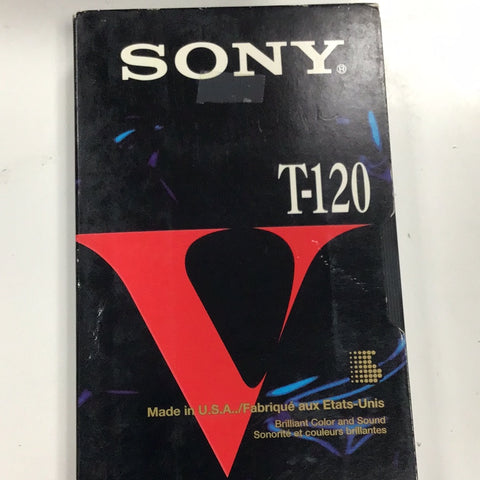 SONY®
T-120
V
Made in U.S.A../Fabriqué aux Etats-Unis
Brilliant Color and Sound
Sonorité et couleurs brillantes